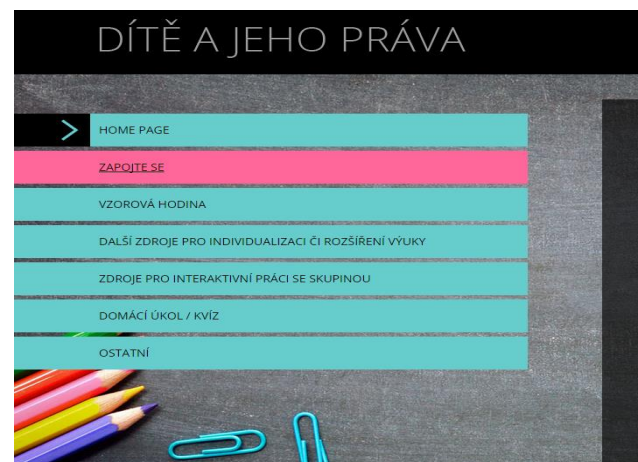 DÍTĚ A JEHO PRÁVA
HOME PAGE
ZAPOJTE SE
VZOROVÁ HODINA
DALŠÍ ZDROJE PRO INDIVIDUALIZACI ČI ROZŠÍŘENÍ VÝUKY
ZDROJE PRO INTERAKTIVNÍ PRÁCI SE SKUPINOU
DOMÁCÍ ÚKOL / KVÍZ
OSTATNÍ